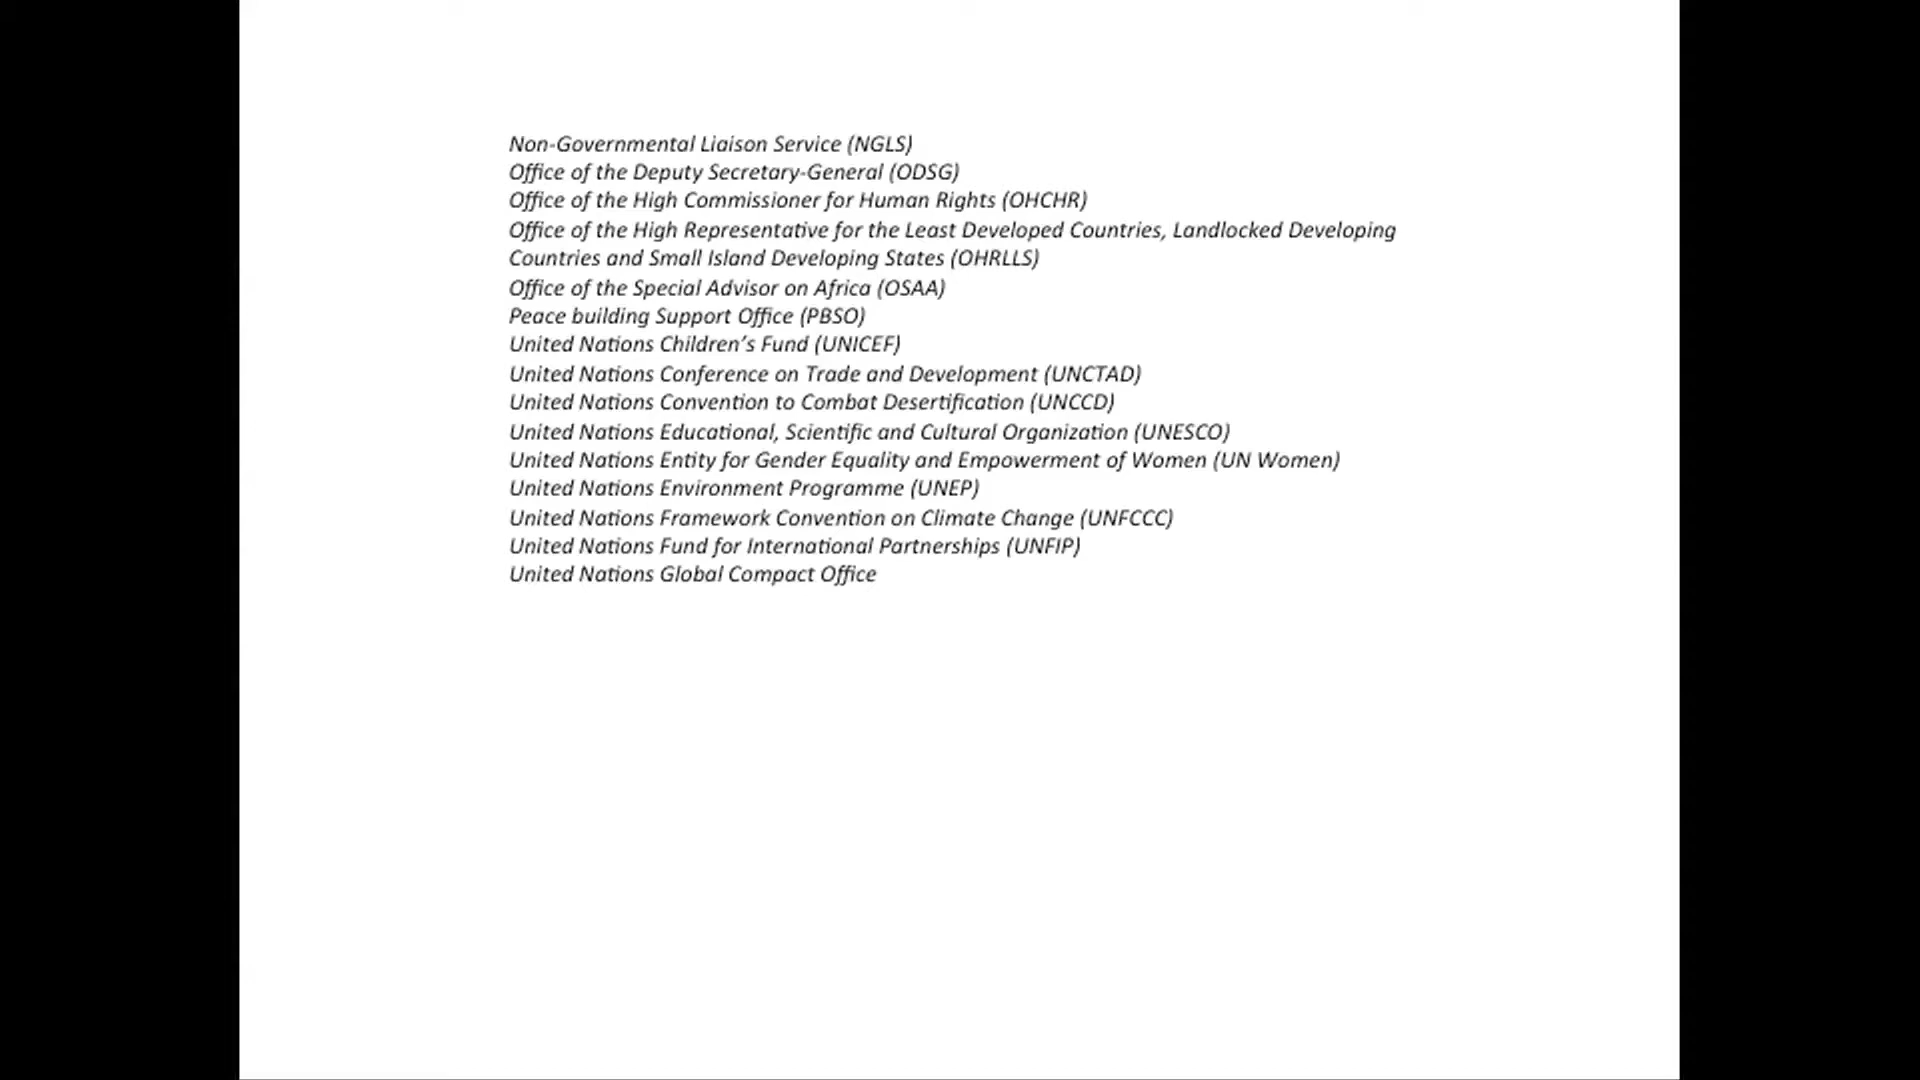 Non-Governmental Liaison Service (NGLS)
Office of the Deputy Secretary-General (ODSG)
Office of the High Commissioner for Human Rights (OHCHR)
Office of the High Representative for the Least Developed Countries, Landlocked Developing
Countries and Small Island Developing States (OHRLLS)
Office of the Special Advisor on Africa (OSAA)
Peace building Support Office (PBSO)
United Nations Children’s Fund (UNICEF)
United Nations Conference on Trade and Development (UNCTAD)
United Nations Convention to Combat Desertification (UNCCD)
United Nations Educational, Scientific and Cultural Organization (UNESCO)
United Nations Entity for Gender Equality and Empowerment of Women (UN Women)
United Nations Environment Programme (UNEP)
United Nations Framework Convention on Climate Change (UNFCCC)
United Nations Fund for International Partnerships (UNFIP)
United Nations Global Compact Office